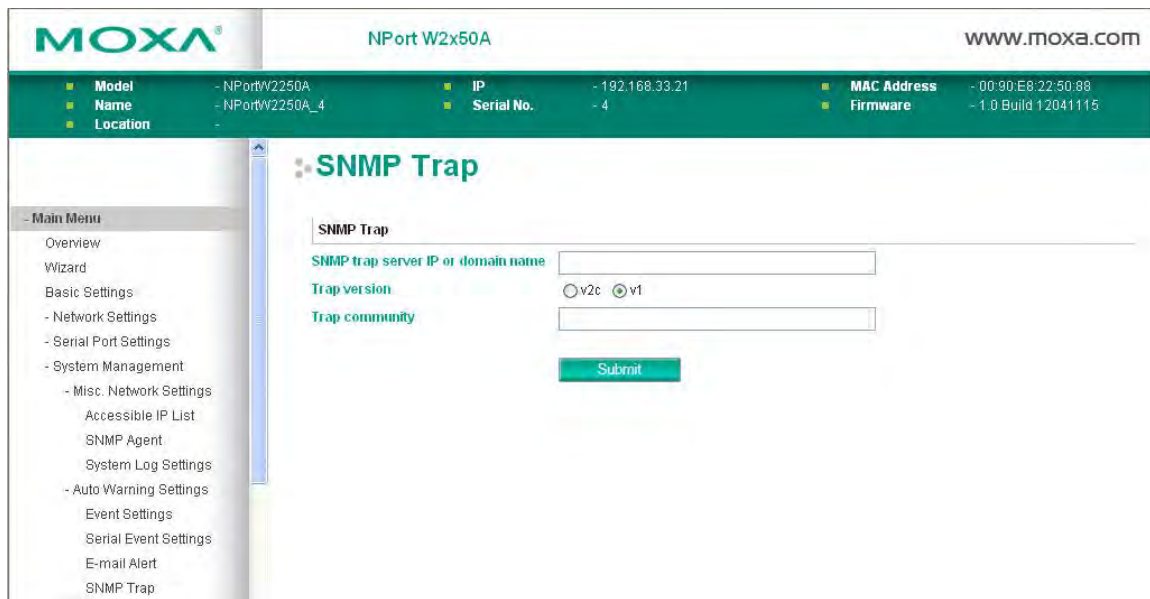 MOXA®
NPort W2x50A
www.moxa.com
Model - NPortW2250A
Name - NPortW2250A_4
Location -
IP - 192.168.33.21
Serial No. - 4
MAC Address - 00:90:E8:22:50:88
Firmware - 1.0 Build 12041115
- Main Menu
Overview
Wizard
Basic Settings
- Network Settings
- Serial Port Settings
- System Management
- Misc. Network Settings
Accessible IP List
SNMP Agent
System Log Settings
- Auto Warning Settings
Event Settings
Serial Event Settings
E-mail Alert
SNMP Trap
SNMP Trap
SNMP Trap
SNMP trap server IP or domain name
Trap version v2c v1
Trap community
Submit